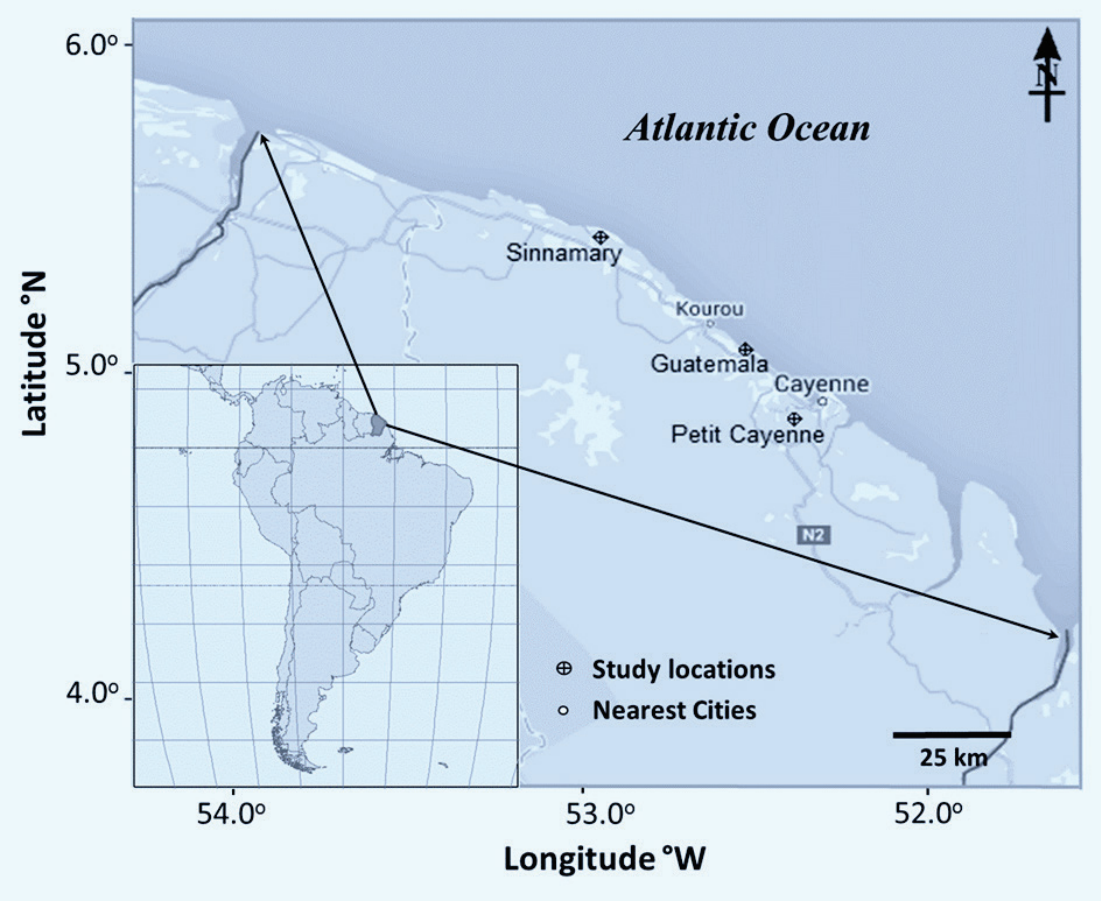 6.0°
N
Atlantic Ocean
Sinnamary
Kourou
Latitude °N
5.0°
Guatemala
Cayenne
Petit Cayenne
N2
Study locations
4.0°
Nearest Cities
25 km
54.0°
53.0°
52.0°
Longitude °W